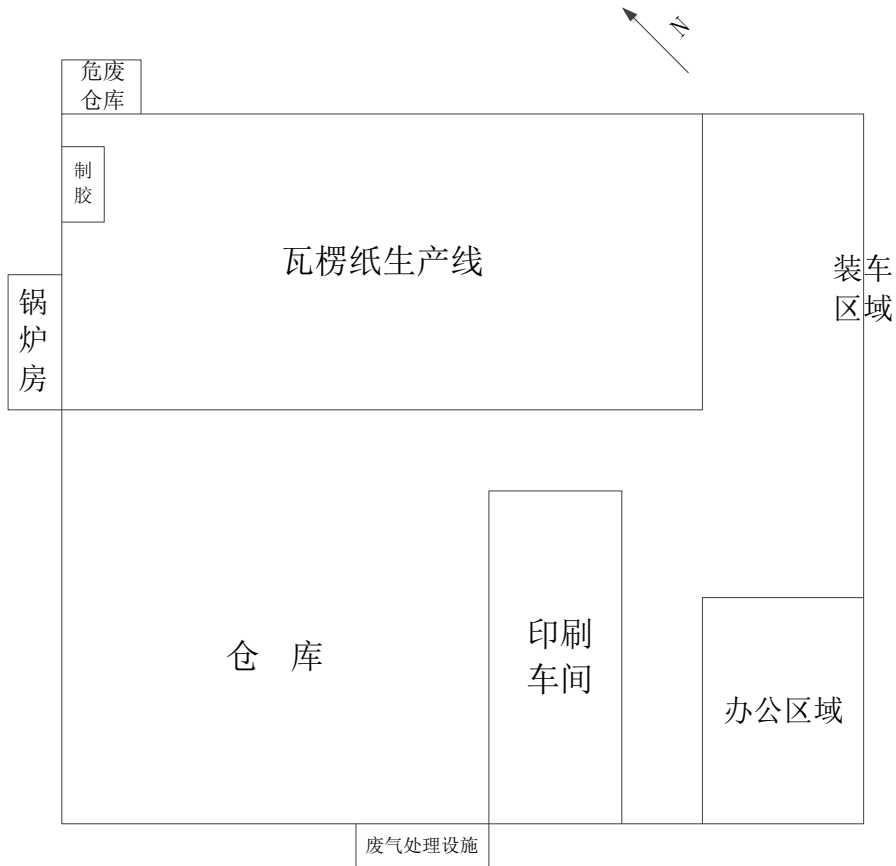 N
危废
仓库
制
胶
瓦楞纸生产线
装车
区域
锅
炉
房
仓 库
印刷
车间
办公区域
废气处理设施